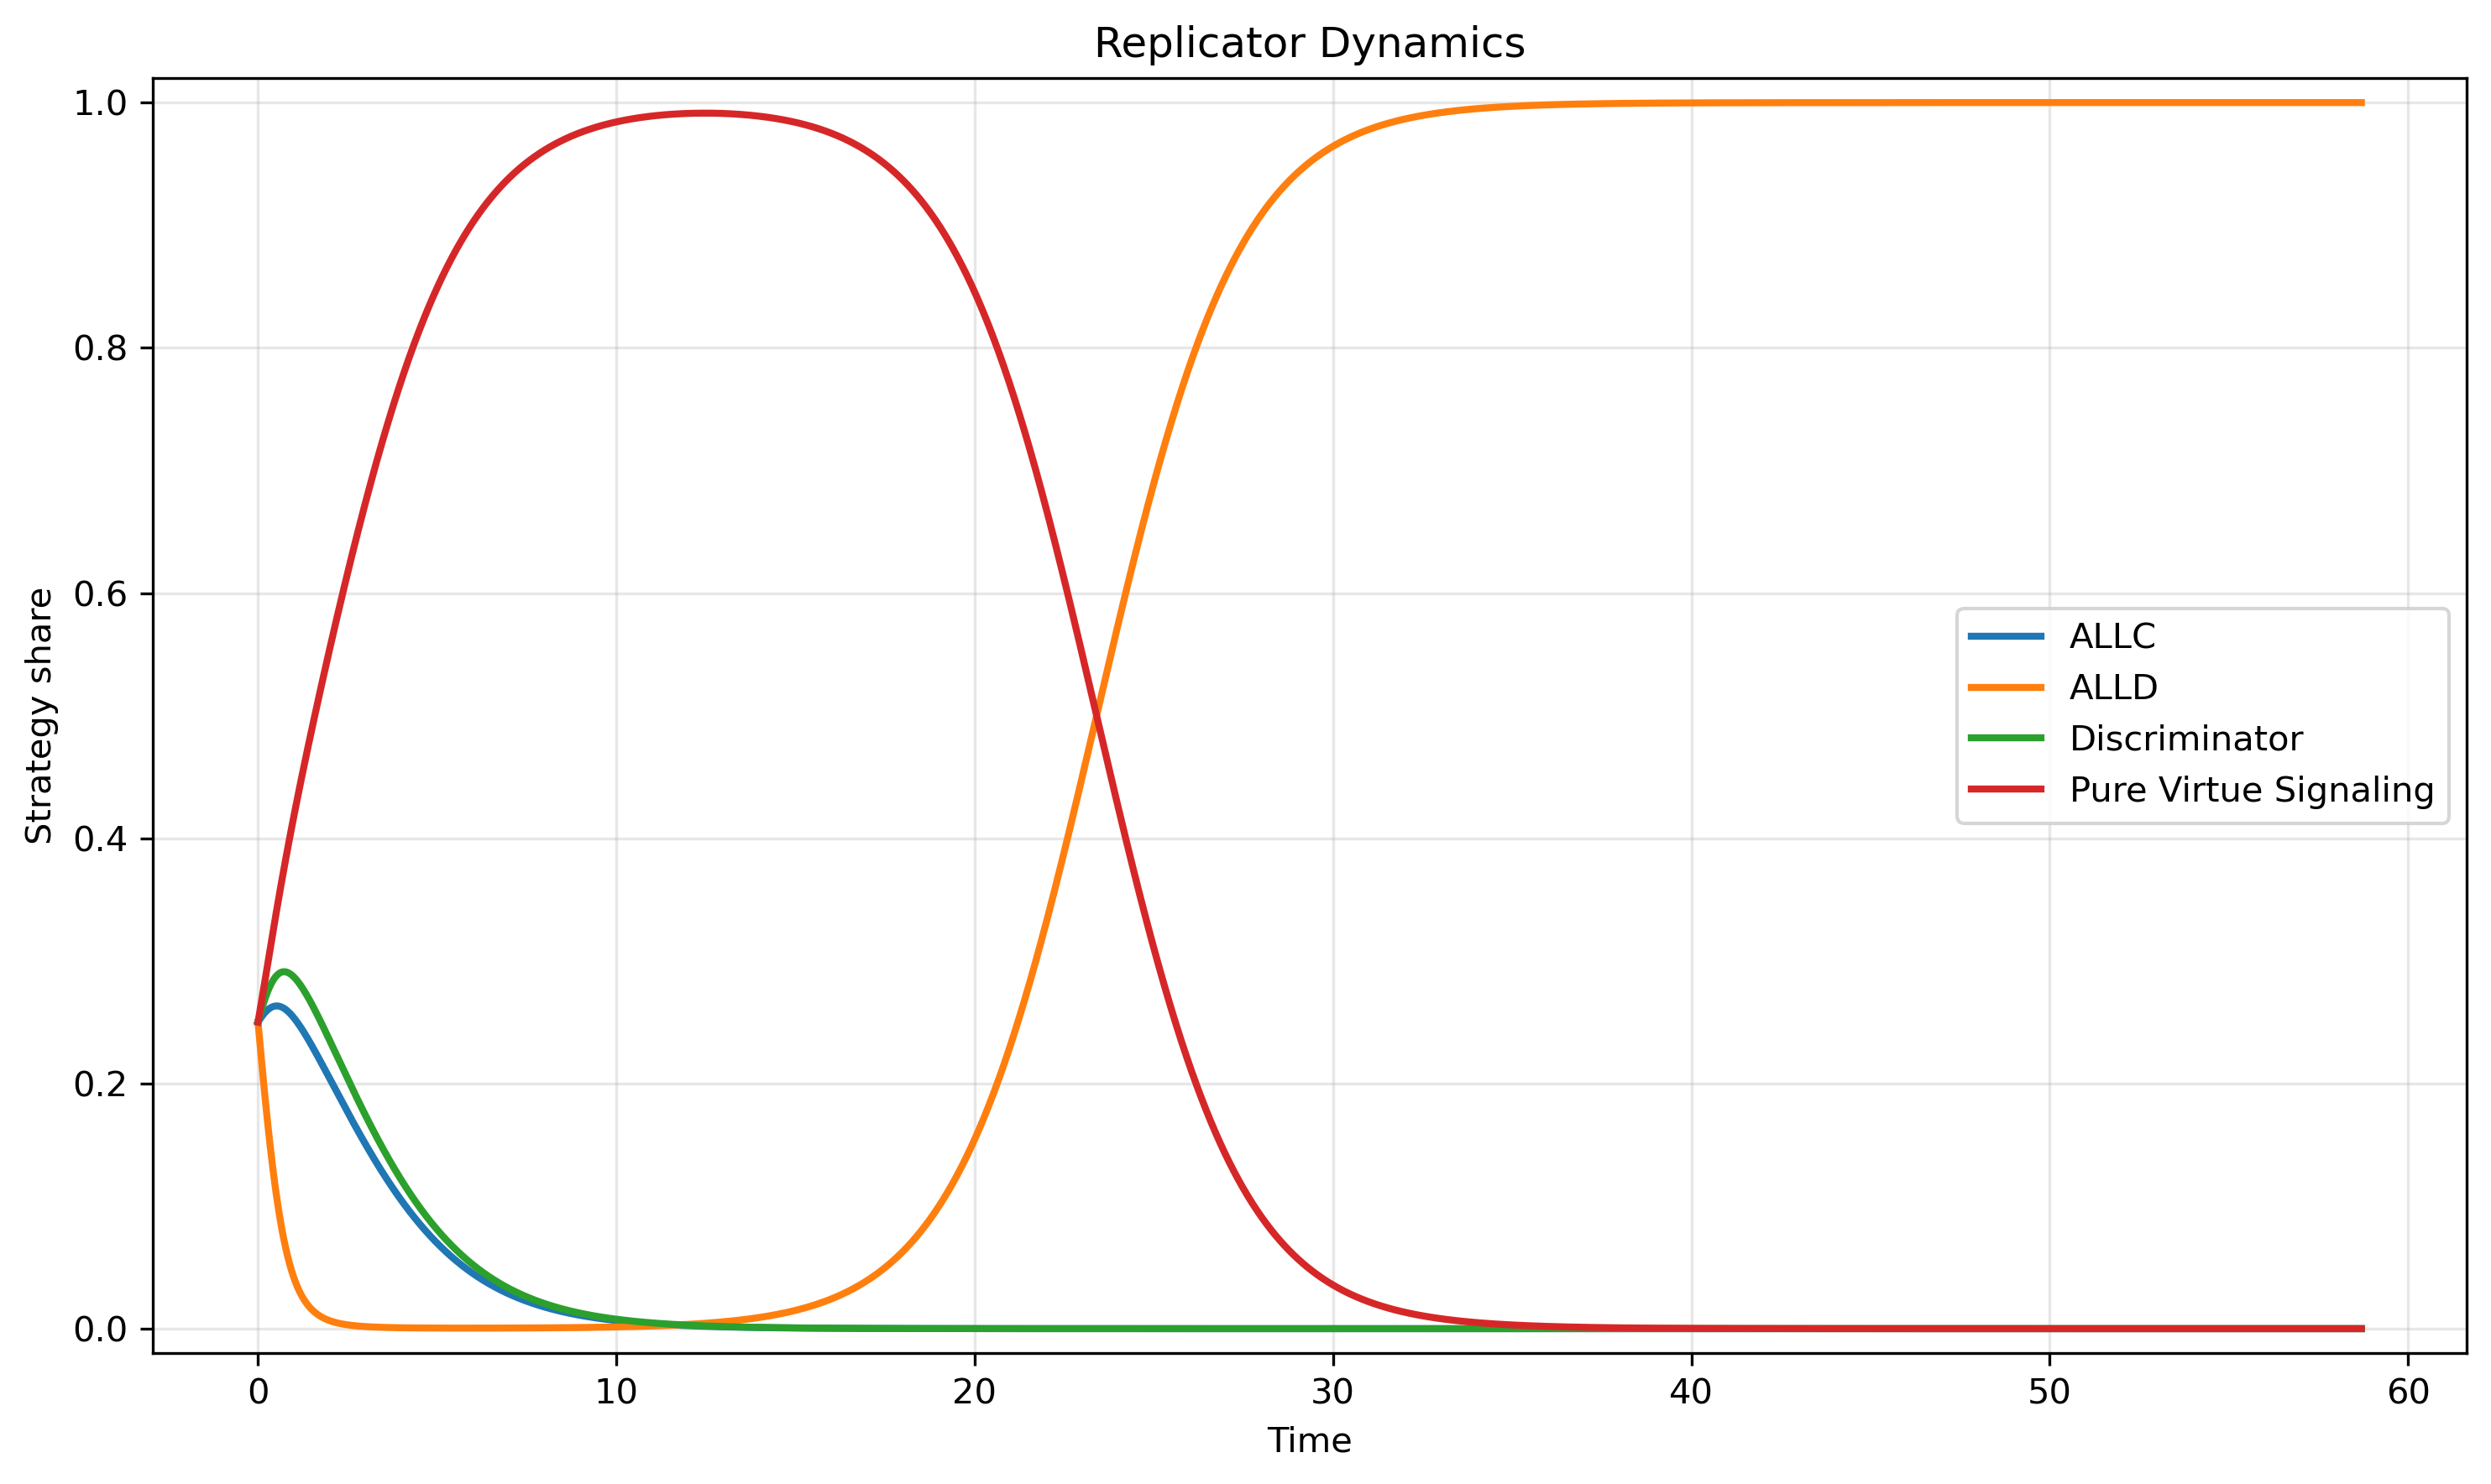 Replicator Dynamics
Strategy share
1.0
0.8
0.6
0.4
0.2
0.0
ALLC
ALLD
Discriminator
Pure Virtue Signaling
0 10 20 30 40 50 60
Time